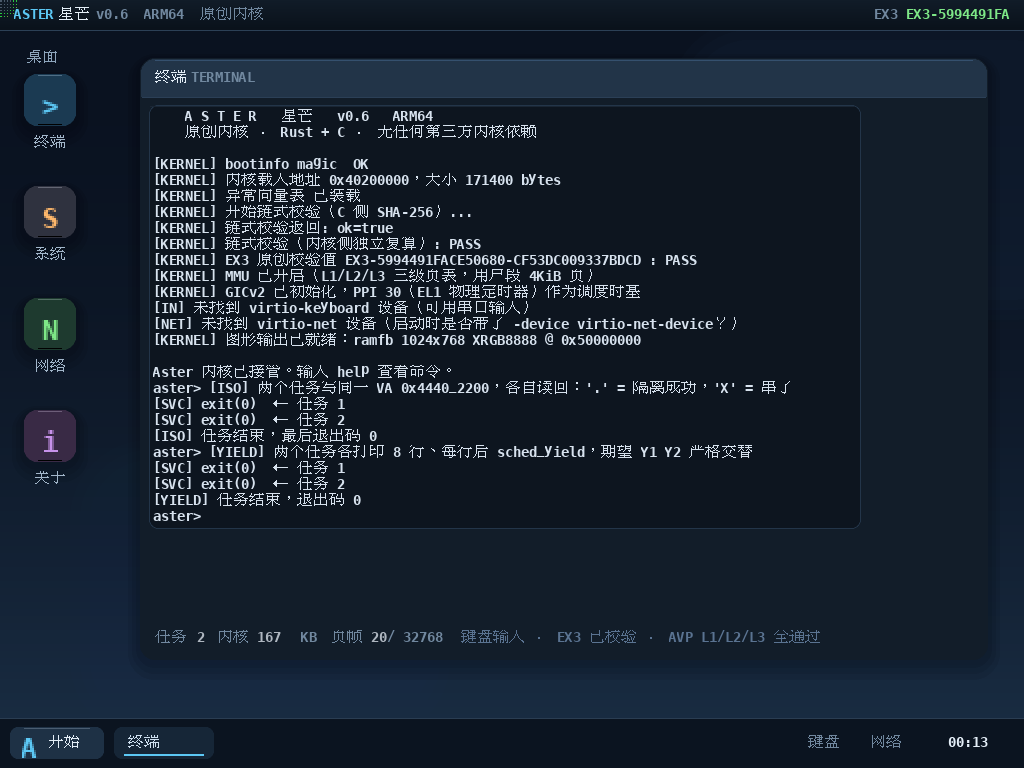 ASTER 星芒 v0.6 ARM64 原创内核
EX3 EX3-5994491FA
桌面
>
终端
S
系统
N
网络
i
关于
终端 TERMINAL
A S T E R 星芒 v0.6 ARM64
原创内核 · Rust + C · 无任何第三方内核依赖
[KERNEL] bootinfo magic OK
[KERNEL] 内核载入地址 0x40200000，大小 171400 bytes
[KERNEL] 异常向量表 已装载
[KERNEL] 开始链式校验（C 侧 SHA-256）...
[KERNEL] 链式校验返回：ok=true
[KERNEL] 链式校验（内核侧独立复算）: PASS
[KERNEL] EX3 原创校验值 EX3-5994491FACE50680-CF53DC009337BDCD : PASS
[KERNEL] MMU 已开启（L1/L2/L3 三级页表，用户段 4KiB 页）
[KERNEL] GICv2 已初始化，PPI 30（EL1 物理定时器）作为调度时基
[IN] 未找到 virtio-keyboard 设备（可用串口输入）
[NET] 未找到 virtio-net 设备（启动时是否带了 -device virtio-net-device？）
[KERNEL] 图形输出已就绪：ramfb 1024x768 XRGB8888 @ 0x50000000
Aster 内核已接管。输入 help 查看命令。
aster> [ISO] 两个任务写同一 VA 0x4440_2200，各自读回：'.' = 隔离成功，'X' = 串了
[SVC] exit(0) ← 任务 1
[SVC] exit(0) ← 任务 2
[ISO] 任务结束，最后退出码 0
aster> [YIELD] 两个任务各打印 8 行、每行后 sched_yield，期望 Y1 Y2 严格交替
[SVC] exit(0) ← 任务 1
[SVC] exit(0) ← 任务 2
[YIELD] 任务结束，退出码 0
aster>
任务 2 内核 167 KB 页帧 20/ 32768 键盘输入 · EX3 已校验 · AVP L1/L2/L3 全通过
A 开始 终端
键盘 网络 00:13